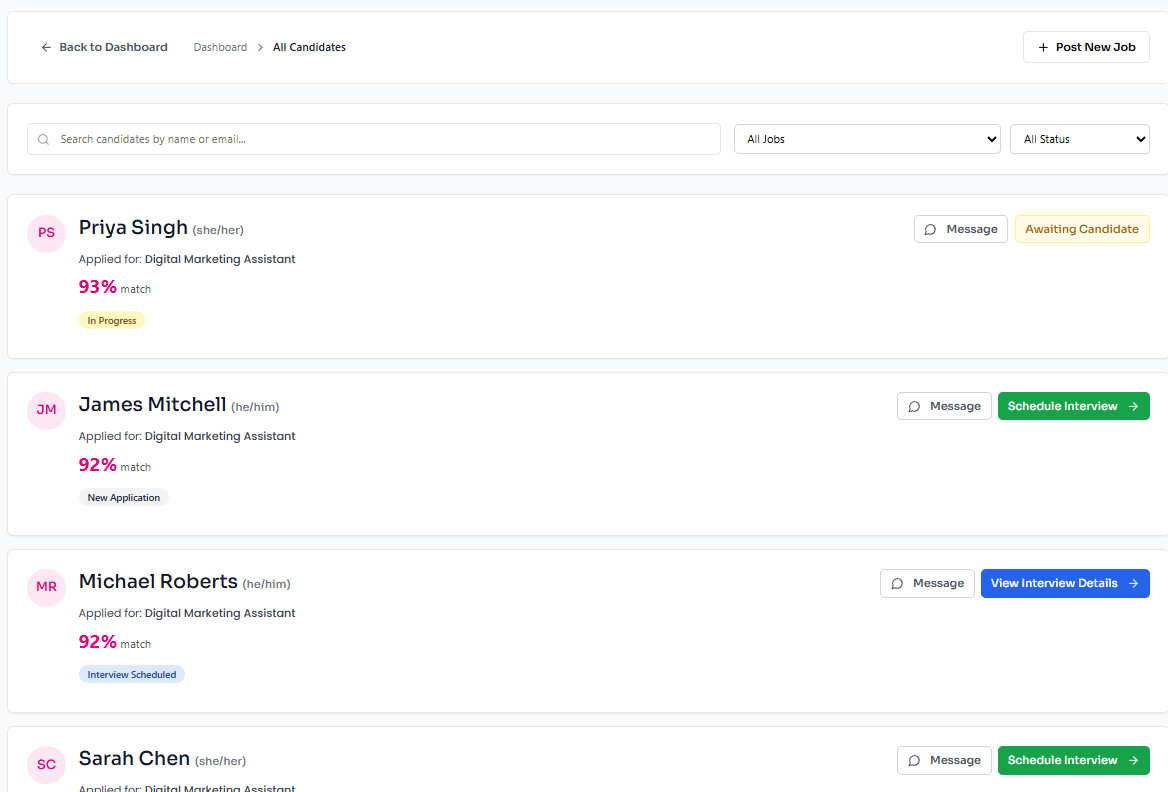 Back to Dashboard Dashboard All Candidates Post New Job
Search candidates by name or email... All Jobs All Status
PS Priya Singh (she/her) Message Awaiting Candidate
Applied for: Digital Marketing Assistant
93% match
In Progress
JM James Mitchell (he/him) Message Schedule Interview
Applied for: Digital Marketing Assistant
92% match
New Application
MR Michael Roberts (he/him) Message View Interview Details
Applied for: Digital Marketing Assistant
92% match
Interview Scheduled
SC Sarah Chen (she/her) Message Schedule Interview
Applied for: Digital Marketing Assistant